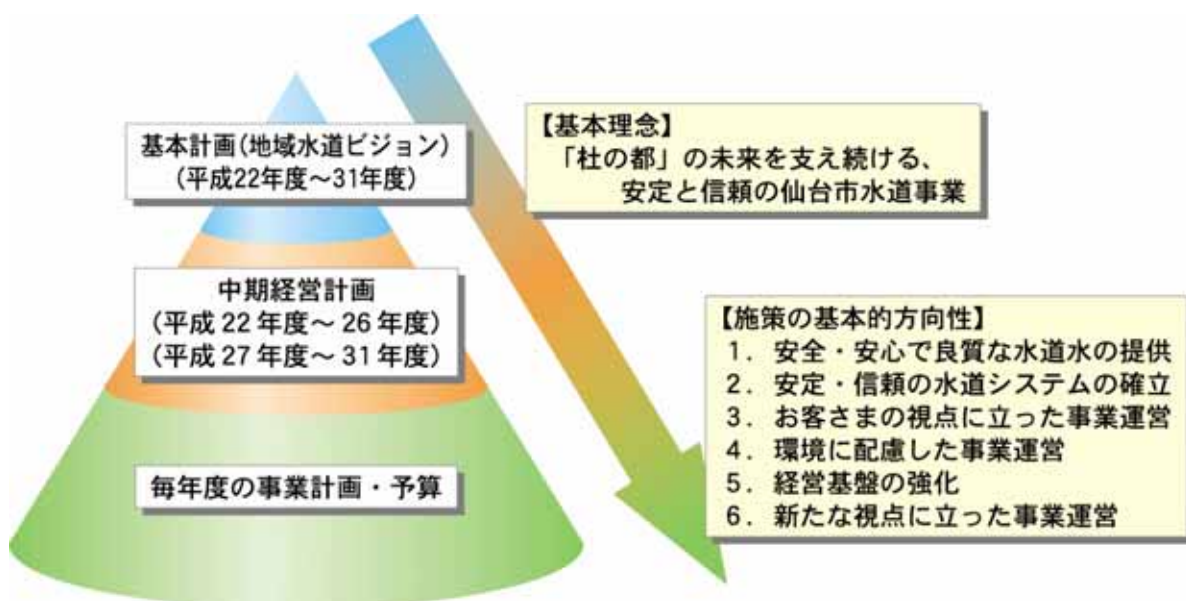 基本計画(地域水道ビジョン)
(平成22年度～31年度)
【基本理念】
「杜の都」の未来を支え続ける、
安定と信頼の仙台市水道事業
中期経営計画
(平成 22 年度～ 26 年度)
(平成 27 年度～ 31 年度)
毎年度の事業計画・予算
【施策の基本的方向性】
1. 安全・安心で良質な水道水の提供
2. 安定・信頼の水道システムの確立
3. お客さまの視点に立った事業運営
4. 環境に配慮した事業運営
5. 経営基盤の強化
6. 新たな視点に立った事業運営